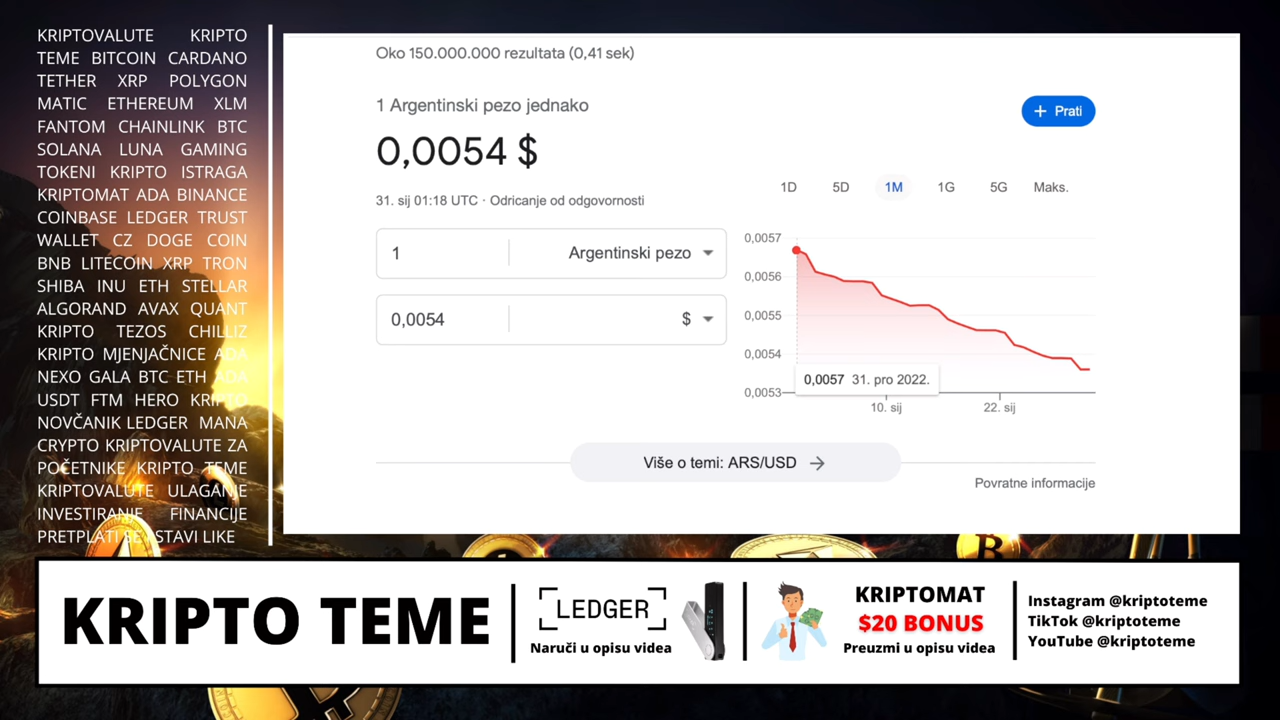 KRIPTOVALUTE KRIPTO
TEME BITCOIN CARDANO
TETHER XRP POLYGON
MATIC ETHEREUM XLM
FANTOM CHAINLINK BTC
SOLANA LUNA GAMING
TOKENI KRIPTO ISTRAGA
KRIPTOMAT ADA BINANCE
COINBASE LEDGER TRUST
WALLET CZ DOGE COIN
BNB LITECOIN XRP TRON
SHIBA INU ETH STELLAR
ALGORAND AVAX QUANT
KRIPTO TEZOS CHILLIZ
KRIPTO MJENJAČNICE ADA
NEXO GALA BTC ETH ADA
USDT FTM HERO KRIPTO
NOVČANIK LEDGER MANA
CRYPTO KRIPTOVALUTE ZA
POČETNIKE KRIPTO TEME
KRIPTOVALUTE ULAGANJE
INVESTIRANJE FINANCIJE
PRETPLATI SE I STAVI LIKE
Oko 150.000.000 rezultata (0,41 sek)
1 Argentinski pezo jednako
0,0054 $
31. sij 01:18 UTC · Odricanje od odgovornosti
1 Argentinski pezo
0,0054 $
+ Prati
1D 5D 1M 1G 5G Maks.
0,0057
0,0056
0,0055
0,0054
0,0053
0,0057 31. pro 2022.
10. sij 22. sij
Više o temi: ARS/USD →
Povratne informacije
KRIPTO TEME
LEDGER
Naruči u opisu videa
KRIPTOMAT
$20 BONUS
Preuzmi u opisu videa
Instagram @kriptoteme
TikTok @kriptoteme
YouTube @kriptoteme